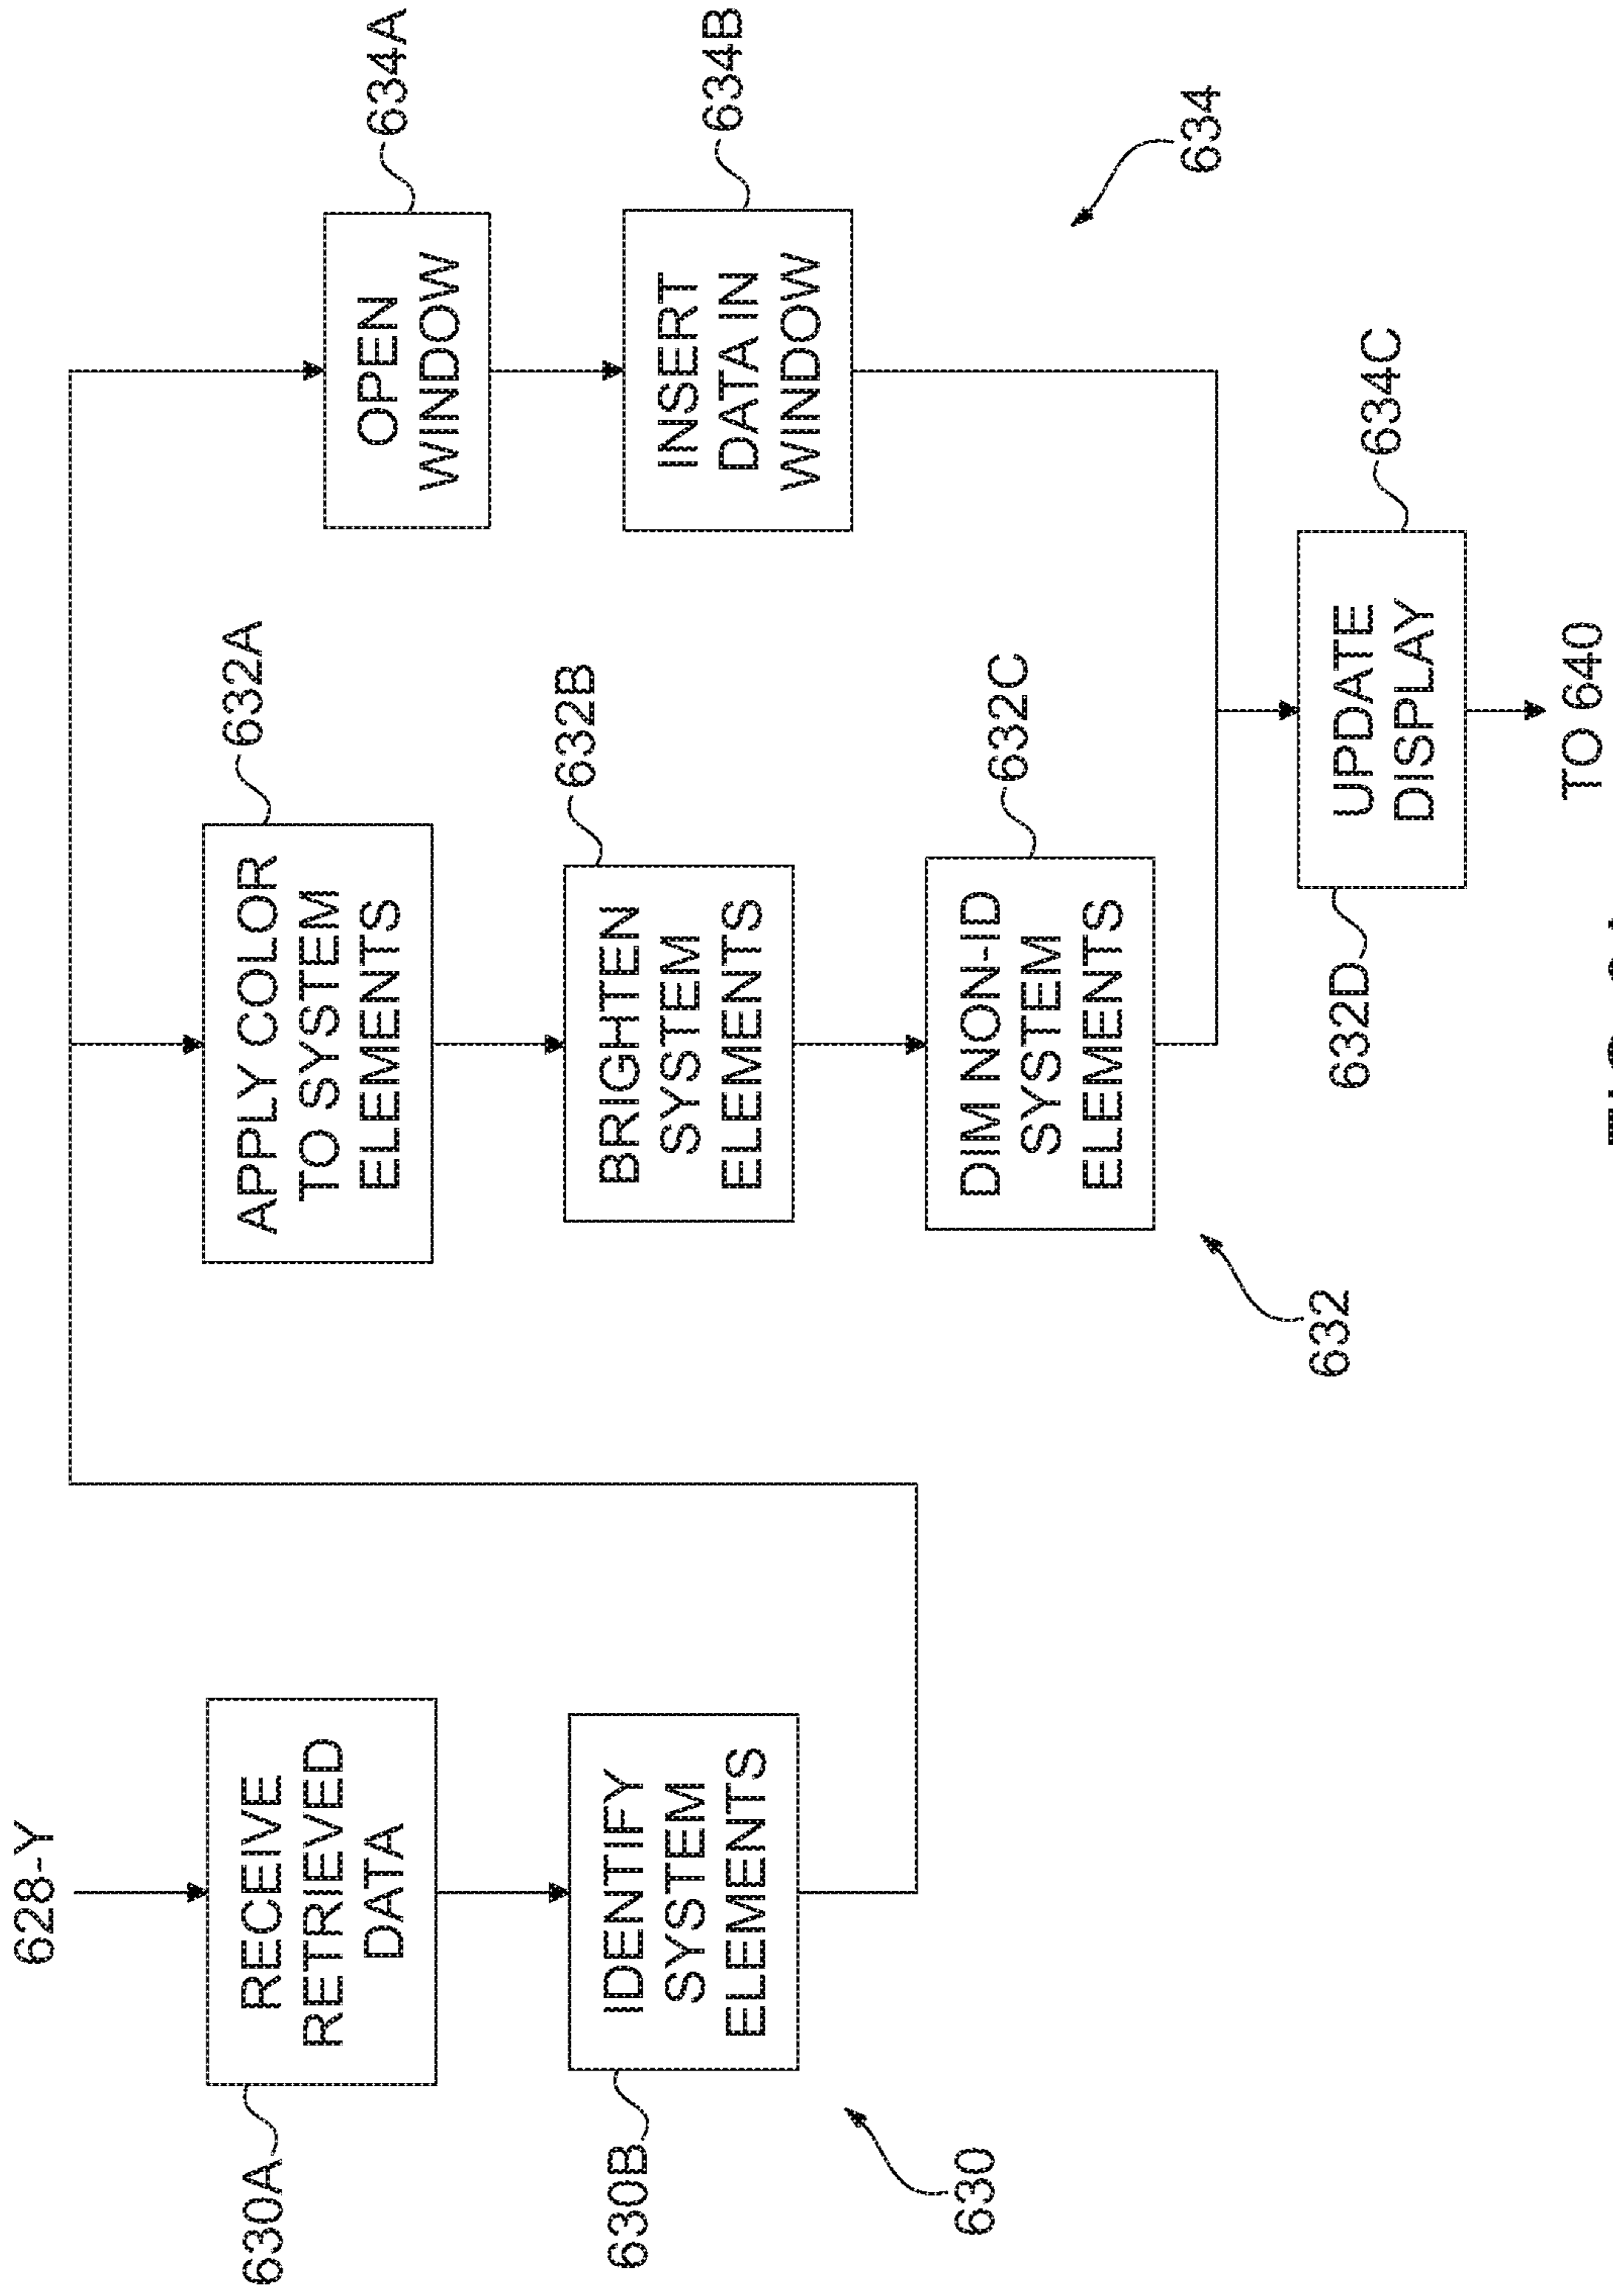 628-Y
630A
RECEIVE
RETRIEVED
DATA
630B
IDENTIFY
SYSTEM
ELEMENTS
630
632A
APPLY COLOR
TO SYSTEM
ELEMENTS
632B
BRIGHTEN
SYSTEM
ELEMENTS
632C
DIM NON-ID
SYSTEM
ELEMENTS
632
634A
OPEN
WINDOW
634B
INSERT
DATA IN
WINDOW
634
632D
UPDATE
DISPLAY
634C
TO 640